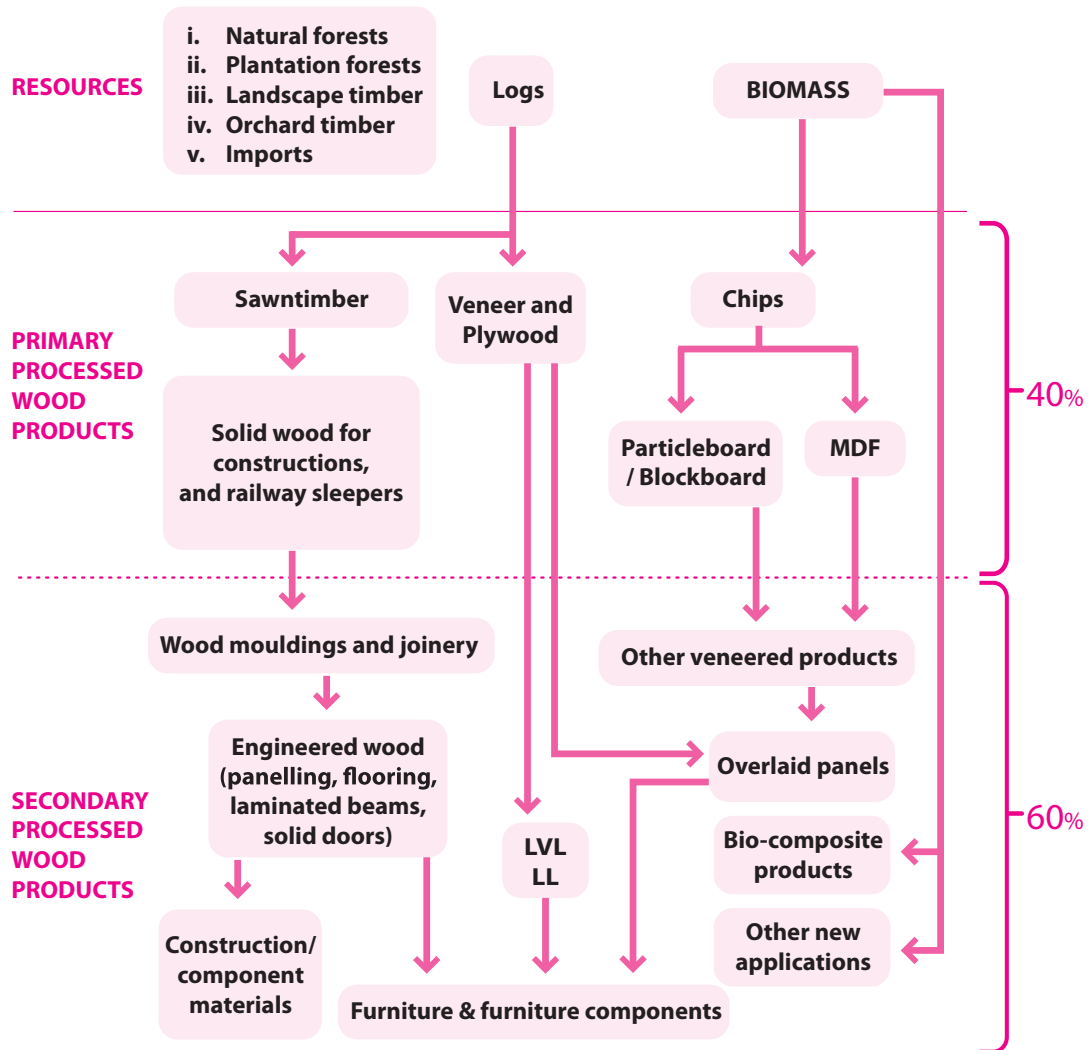 RESOURCES
i. Natural forests
ii. Plantation forests
iii. Landscape timber
iv. Orchard timber
v. Imports
Logs
BIOMASS
PRIMARY
PROCESSED
WOOD
PRODUCTS
Sawntimber
Veneer and
Plywood
Chips
Solid wood for
constructions,
and railway sleepers
Particleboard
/ Blockboard
MDF
40%
SECONDARY
PROCESSED
WOOD
PRODUCTS
Wood mouldings and joinery
Other veneered products
Engineered wood
(panelling, flooring,
laminated beams,
solid doors)
Overlaid panels
LVL
LL
Bio-composite
products
Other new
applications
Construction/
component
materials
Furniture & furniture components
60%